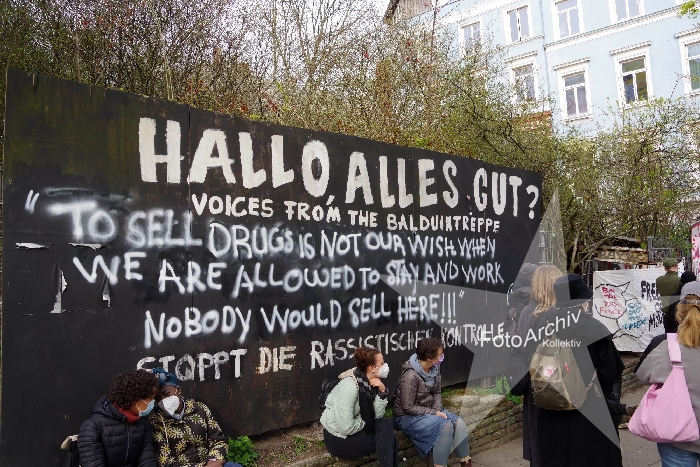 HALLO, ALLES GUT?
VOICES FROM THE BALDUINTREPPE
"TO SELL DRUGS IS NOT OUR WISH WHEN
WE ARE ALLOWED TO STAY AND WORK
NOBODY WOULD SELL HERE!!!"
STOPPT DIE RASSISTISCHEN KONTROLLE
FotoArchiv
Kollektiv